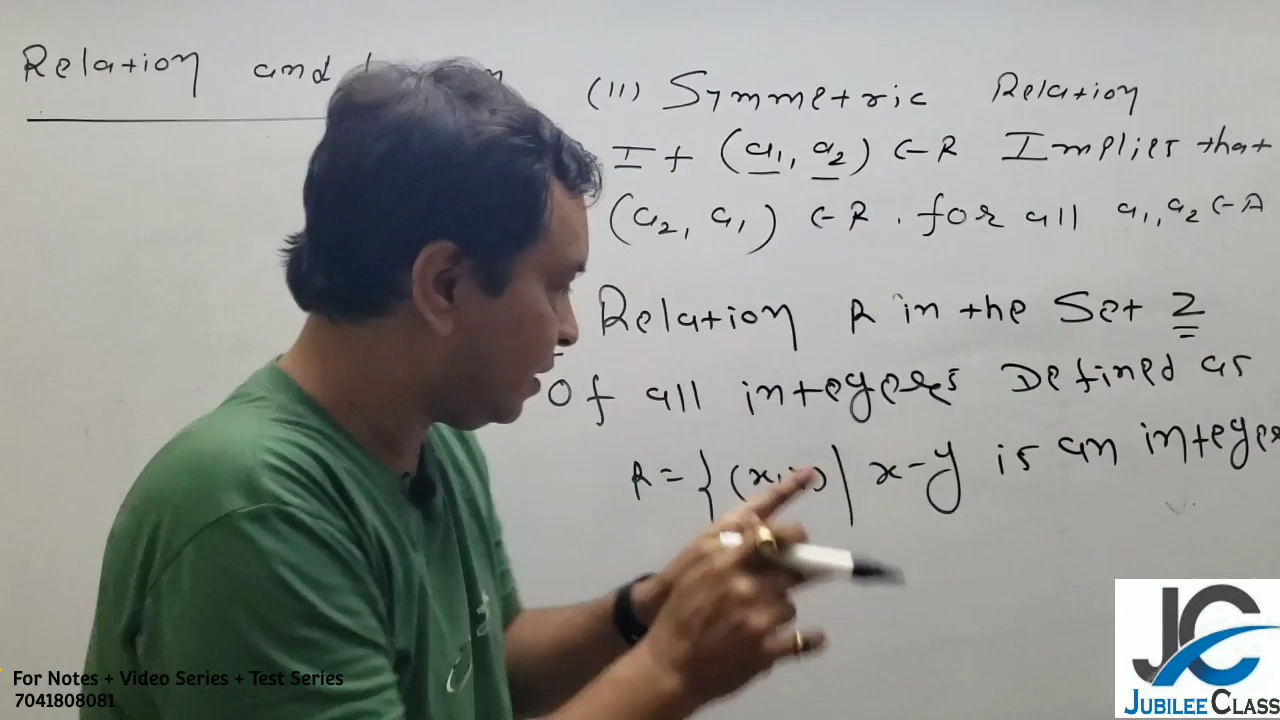 Relation and
(II) Symmetric Relation
If (a1, a2) ∈ R Implies that
(a2, a1) ∈ R . for all a1, a2 ∈ A
Relation R in the Set Z
Of all integers Defined as
R = { (x, y) | x - y is an integer
For Notes + Video Series + Test Series
7041808081
JC
JUBILEE CLASS